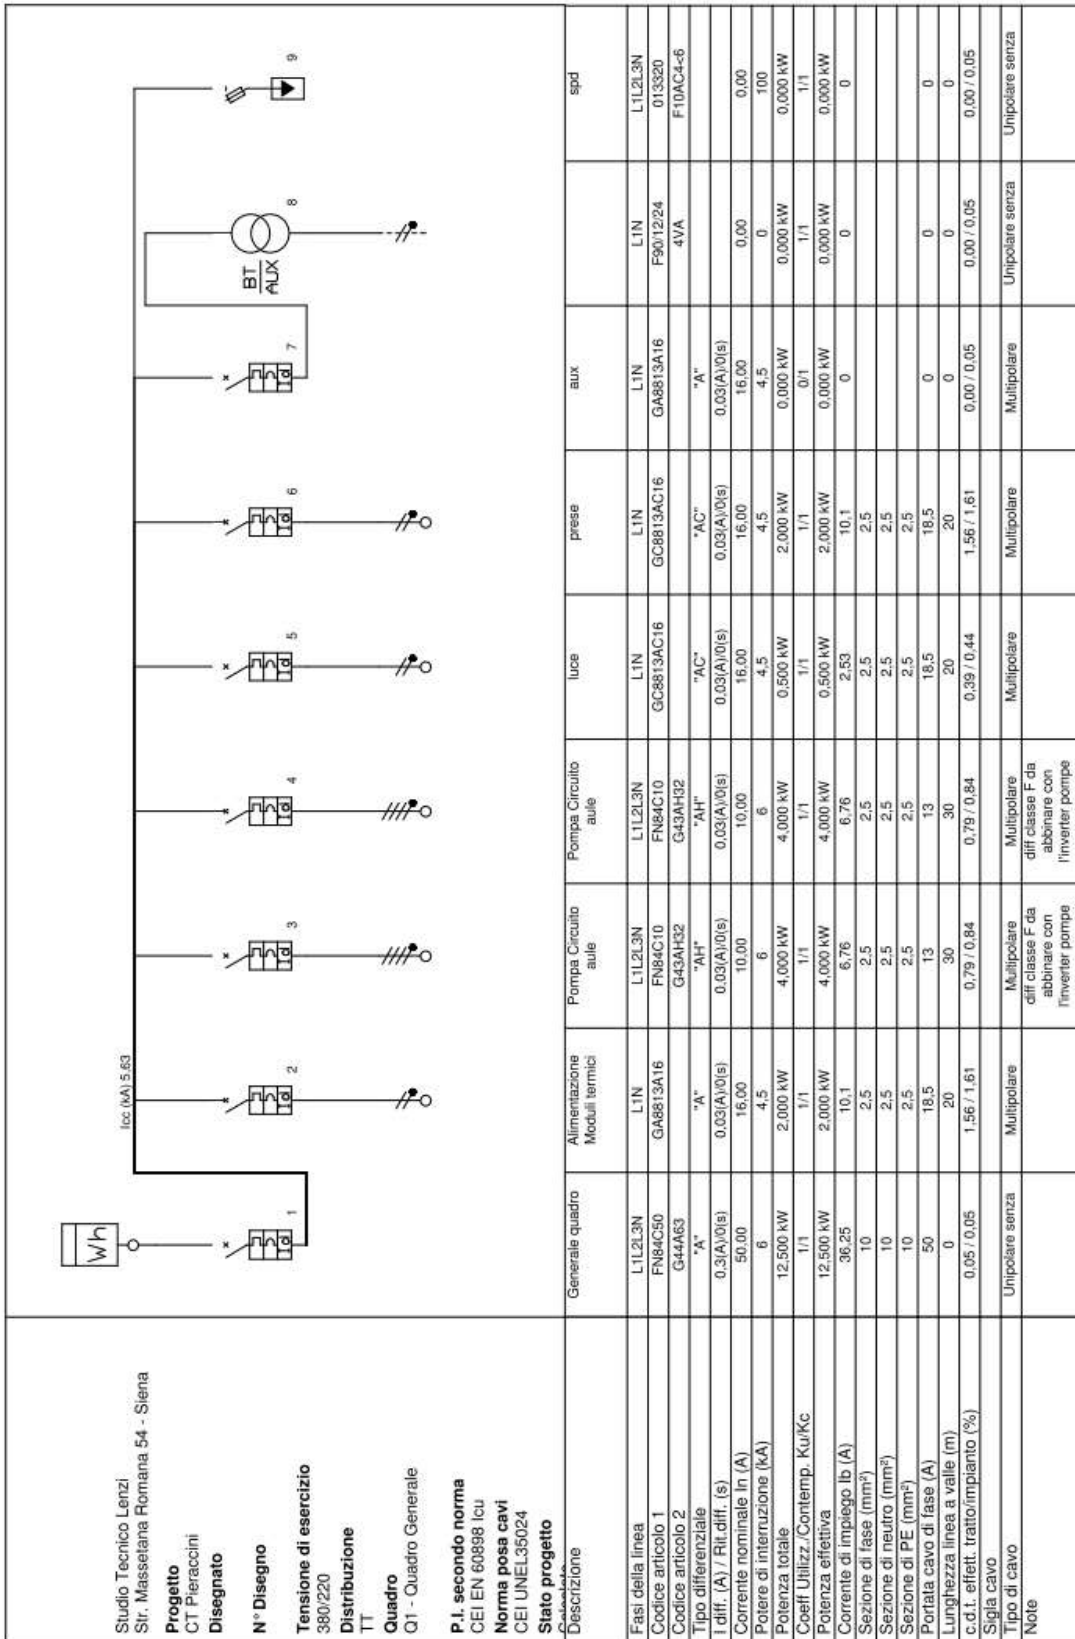 Studio Tecnico Lenzi
Str. Massetana Romana 54 - Siena
Progetto
CT Pieraccini
Disegnato
N° Disegno
Tensione di esercizio
380/220
Distribuzione
TT
Quadro
Q1 - Quadro Generale
P.I. secondo norma
CEI EN 60898 Icu
Norma posa cavi
CEI UNEL35024
Stato progetto
Wh
Icc (kA) 5.63
BT
AUX
1 2 3 4 5 6 7 8 9
Descrizione Generale quadro Alimentazione Moduli termici Pompa Circuito aule Pompa Circuito aule luce prese aux spd
Fasi della linea L1L2L3N L1N L1L2L3N L1L2L3N L1N L1N L1N L1N L1L2L3N
Codice articolo 1 FN84C50 GA8813A16 FN84C10 FN84C10 GC8813AC16 GC8813AC16 GA8813A16 F90/12/24 013320
Codice articolo 2 G44A63 G43AH32 G43AH32 4VA F10AC4<6
Tipo differenziale "A" "A" "AH" "AH" "AC" "AC" "A"
I diff. (A) / Rit.diff. (s) 0,3(A)/0(s) 0,03(A)/0(s) 0,03(A)/0(s) 0,03(A)/0(s) 0,03(A)/0(s) 0,03(A)/0(s) 0,03(A)/0(s)
Corrente nominale In (A) 50,00 16,00 10,00 10,00 16,00 16,00 16,00 0,00 0,00
Potere di interruzione (kA) 6 4,5 6 6 4,5 4,5 4,5 0 100
Potenza totale 12,500 kW 2,000 kW 4,000 kW 4,000 kW 0,500 kW 2,000 kW 0,000 kW 0,000 kW 0,000 kW
Coeff Utilizz./Contemp. Ku/Kc 1/1 1/1 1/1 1/1 1/1 1/1 0/1 1/1 1/1
Potenza effettiva 12,500 kW 2,000 kW 4,000 kW 4,000 kW 0,500 kW 2,000 kW 0,000 kW 0,000 kW 0,000 kW
Corrente di impiego Ib (A) 36,25 10,1 6,76 6,76 2,53 10,1 0 0 0
Sezione di fase (mm²) 10 2,5 2,5 2,5 2,5 2,5
Sezione di neutro (mm²) 10 2,5 2,5 2,5 2,5 2,5
Sezione di PE (mm²) 10 2,5 2,5 2,5 2,5 2,5
Portata cavo di fase (A) 50 18,5 13 13 18,5 18,5 0 0 0
Lunghezza linea a valle (m) 0 20 30 30 20 20 0 0 0
c.d.t. effett. tratto/impianto (%) 0,05 / 0,05 1,56 / 1,61 0,79 / 0,84 0,79 / 0,84 0,39 / 0,44 1,56 / 1,61 0,00 / 0,05 0,00 / 0,05 0,00 / 0,05
Sigla cavo
Tipo di cavo Unipolare senza Multipolare Multipolare Multipolare Multipolare Multipolare Multipolare Unipolare senza Unipolare senza
Note diff classe F da abbinare con l'inverter pompe diff classe F da abbinare con l'inverter pompe